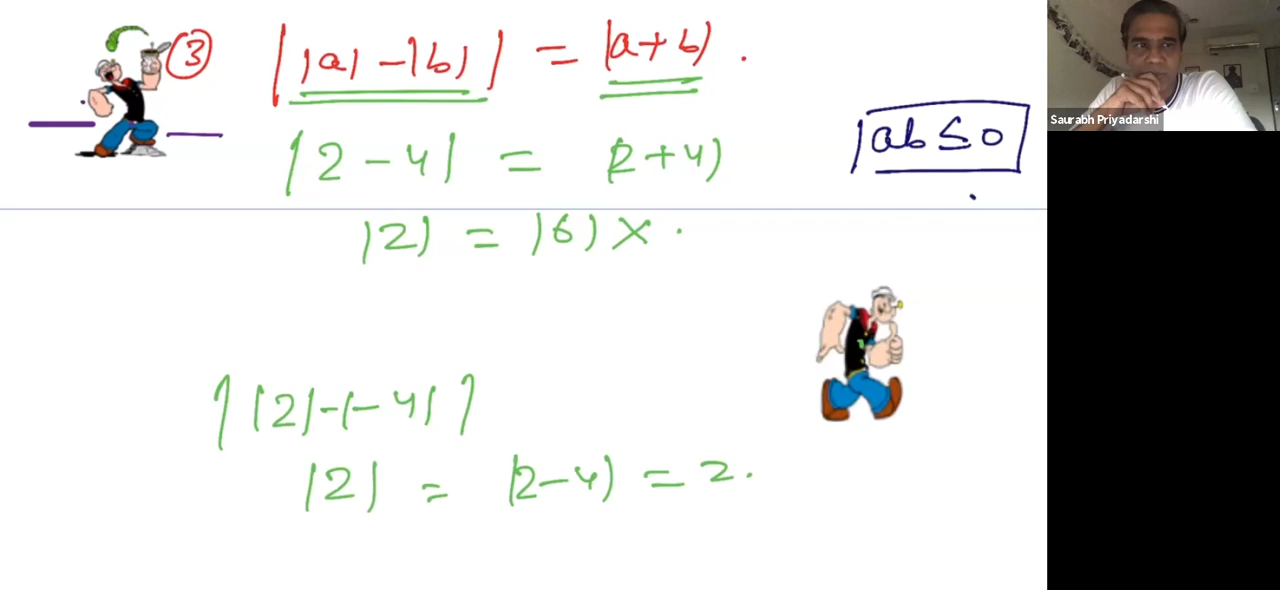 ③ ||a| - |b|| = |a+b| .
|ab ≤ 0
|2 - 4| = |2+4|
|2| = |6| × .
||2| - |-4||
|2| = |2-4| = 2.
Saurabh Priyadarshi